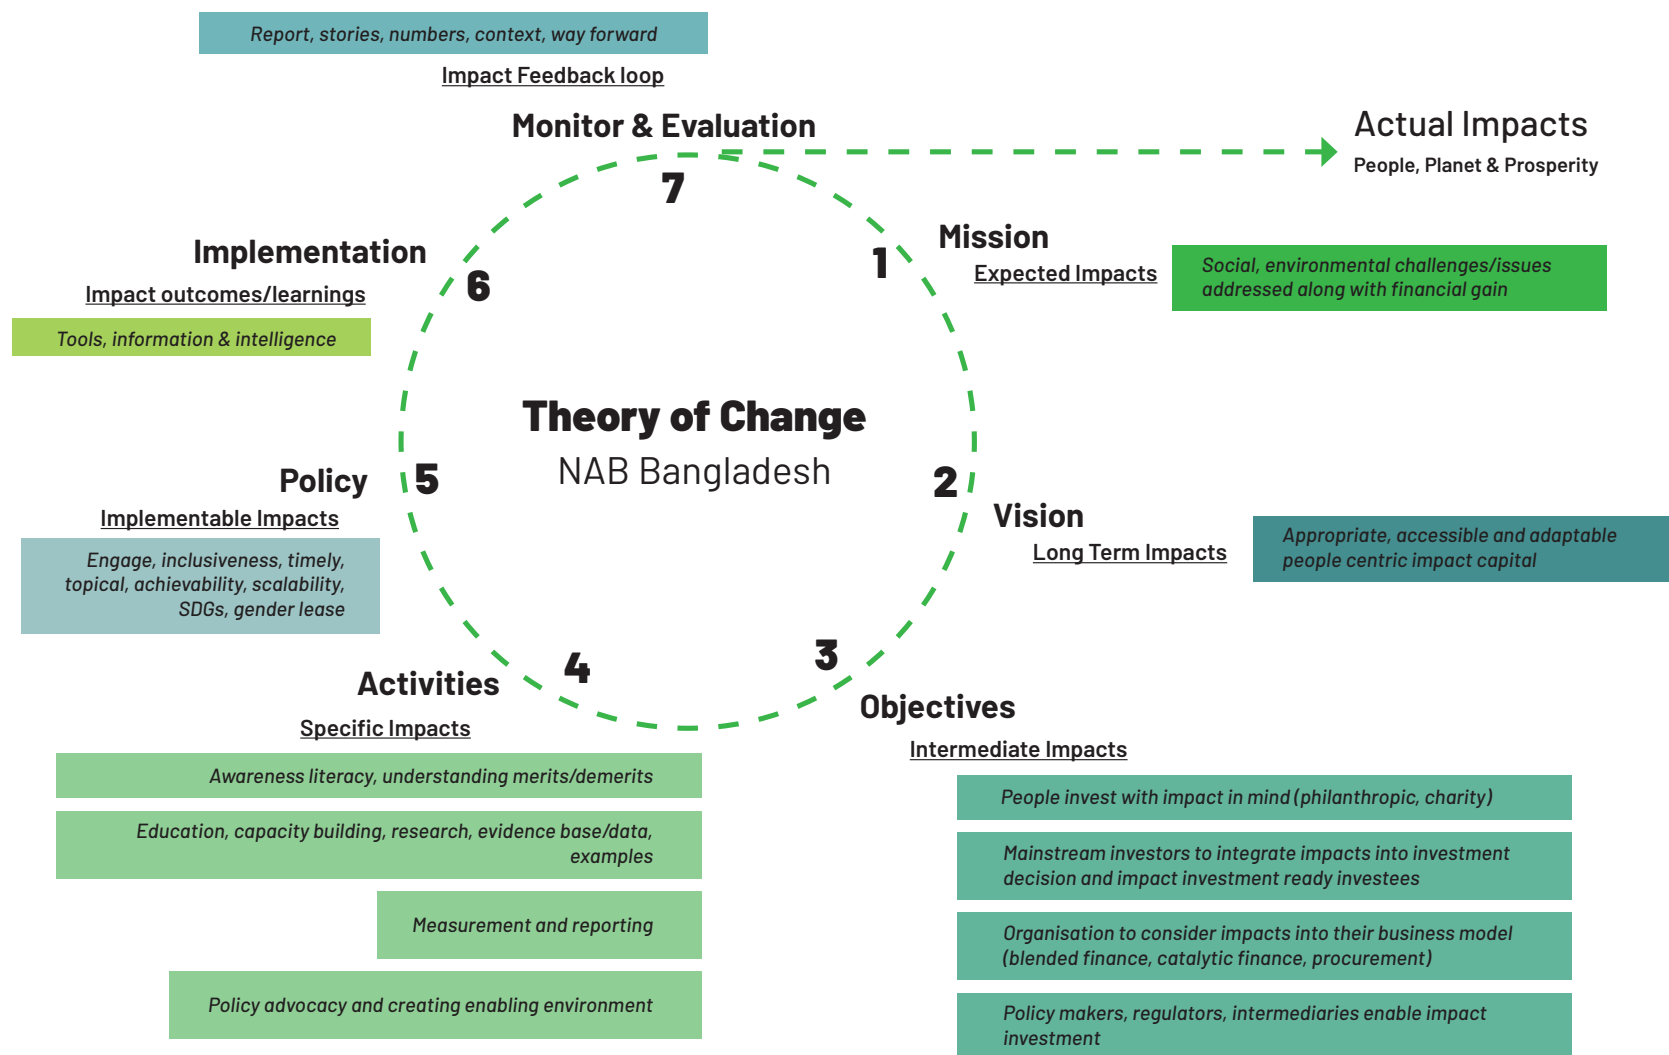 Report, stories, numbers, context, way forward
Impact Feedback loop
Monitor & Evaluation
7
Actual Impacts
People, Planet & Prosperity
1
Mission
Expected Impacts
Social, environmental challenges/issues
addressed along with financial gain
2
Vision
Long Term Impacts
Appropriate, accessible and adaptable
people centric impact capital
3
Objectives
Intermediate Impacts
People invest with impact in mind (philanthropic, charity)
Mainstream investors to integrate impacts into investment
decision and impact investment ready investees
Organisation to consider impacts into their business model
(blended finance, catalytic finance, procurement)
Policy makers, regulators, intermediaries enable impact
investment
4
Activities
Specific Impacts
Awareness literacy, understanding merits/demerits
Education, capacity building, research, evidence base/data,
examples
Measurement and reporting
Policy advocacy and creating enabling environment
5
Policy
Implementable Impacts
Engage, inclusiveness, timely,
topical, achievability, scalability,
SDGs, gender lease
6
Implementation
Impact outcomes/learnings
Tools, information & intelligence
Theory of Change
NAB Bangladesh